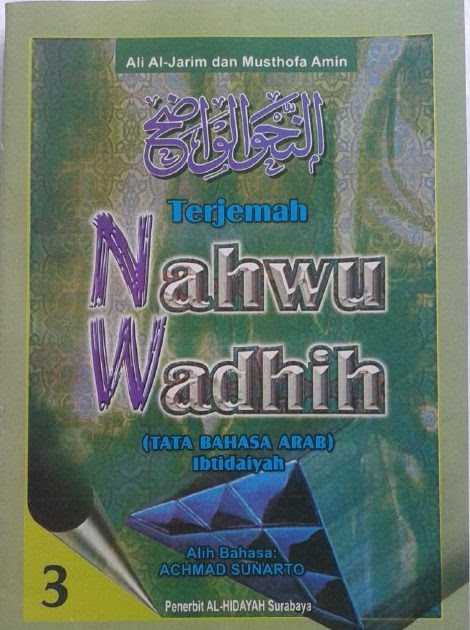 Ali Al-Jarim dan Musthofa Amin
النحو الواضح
Terjemah
Nahwu
Wadhih
(TATA BAHASA ARAB)
Ibtidaiyah
Alih Bahasa:
ACHMAD SUNARTO
3
Penerbit AL-HIDAYAH Surabaya